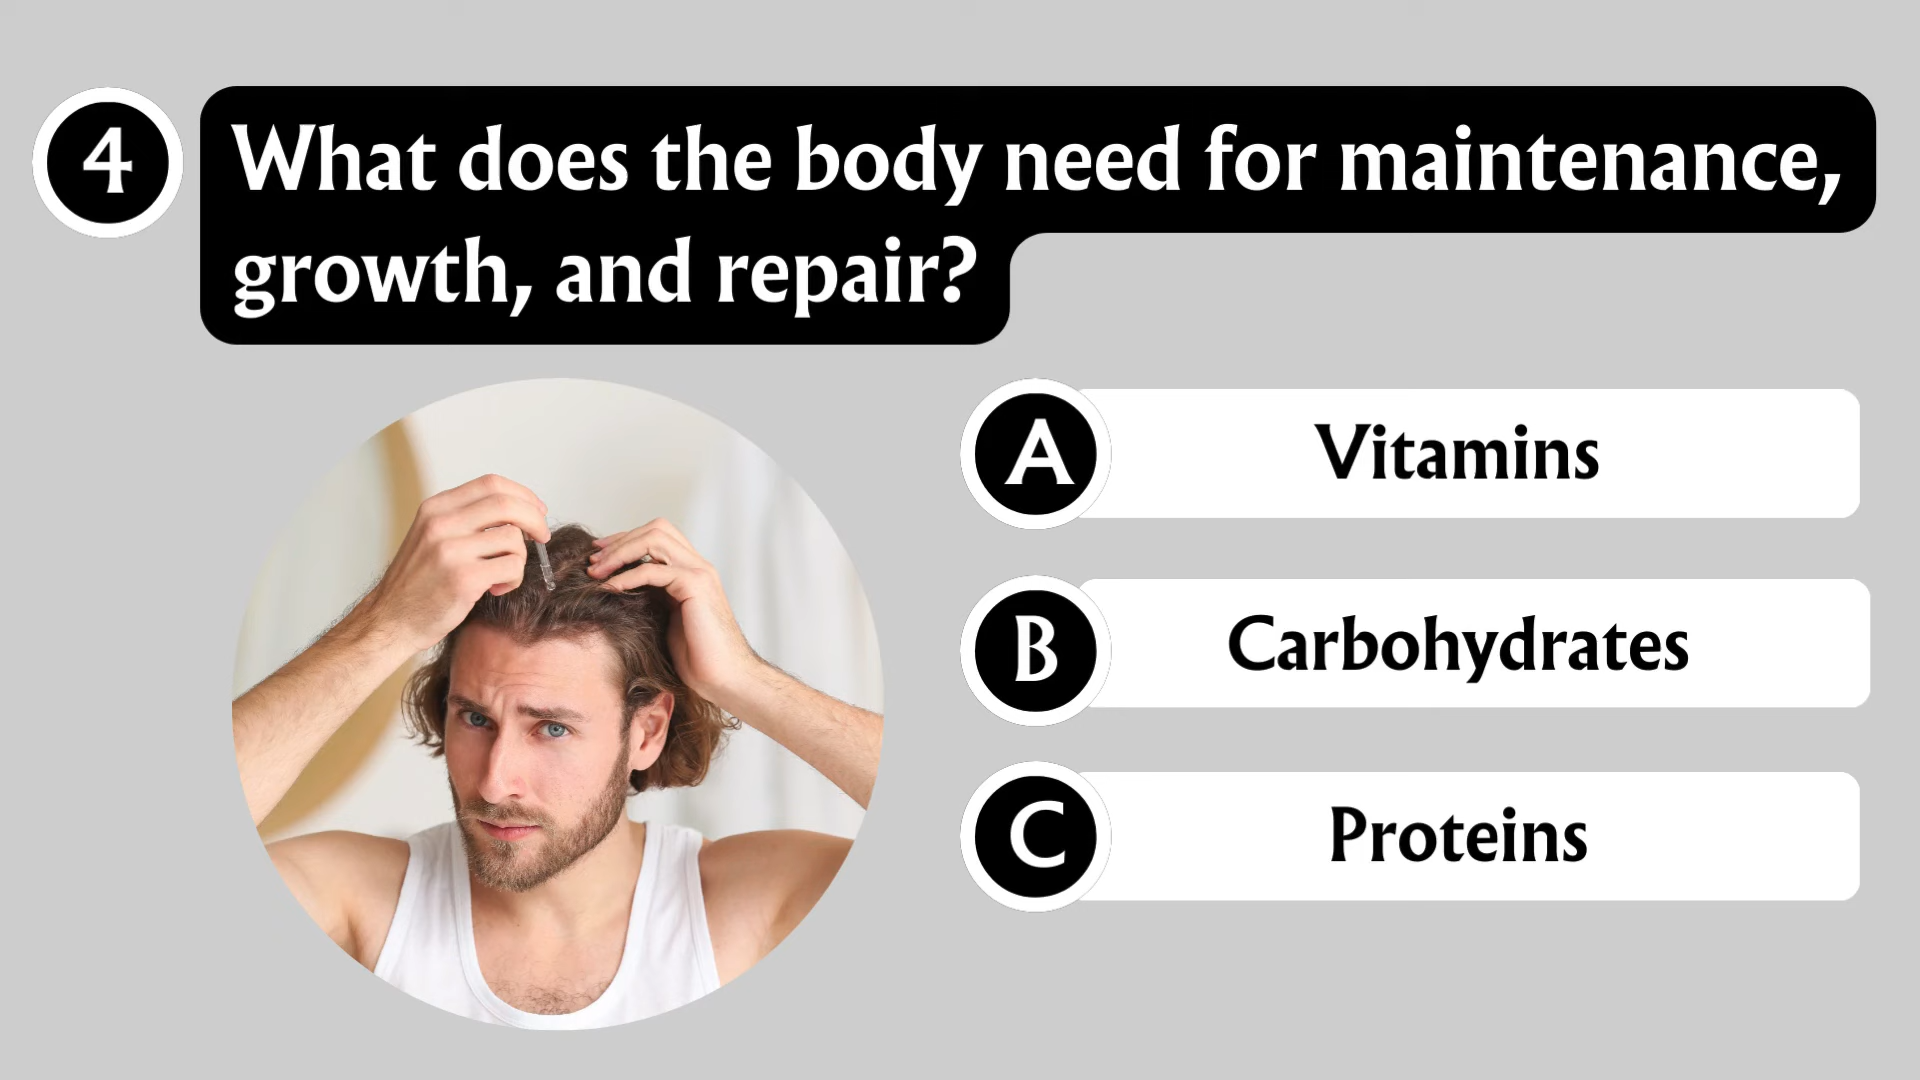 4
What does the body need for maintenance,
growth, and repair?
A
Vitamins
B
Carbohydrates
C
Proteins